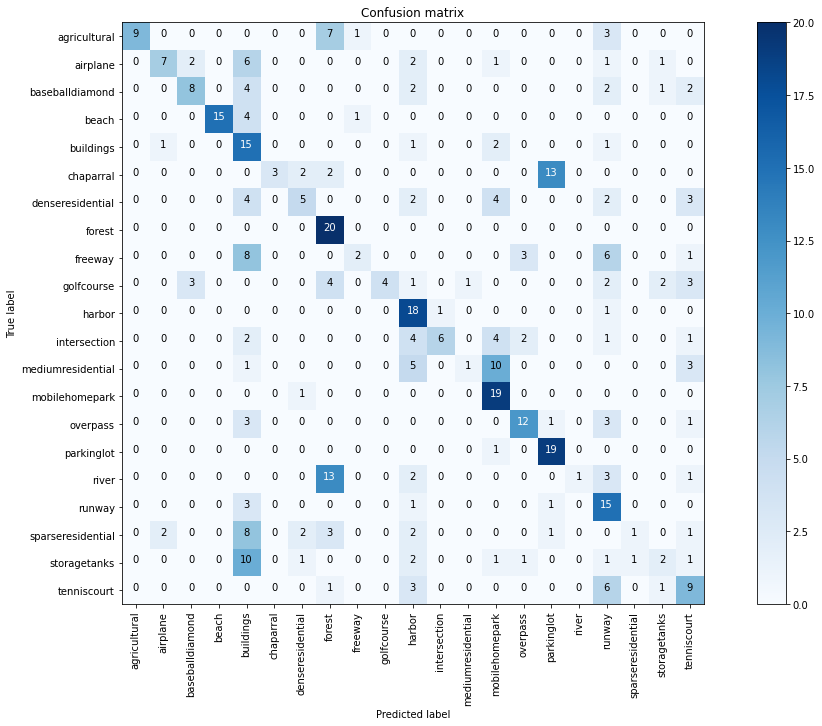 Confusion matrix
agricultural 9 0 0 0 0 0 0 7 1 0 0 0 0 0 0 0 0 3 0 0 0
airplane 0 7 2 0 6 0 0 0 0 0 2 0 0 1 0 0 0 1 0 1 0
baseballdiamond 0 0 8 0 4 0 0 0 0 0 2 0 0 0 0 0 0 2 0 1 2
beach 0 0 0 15 4 0 0 0 1 0 0 0 0 0 0 0 0 0 0 0 0
buildings 0 1 0 0 15 0 0 0 0 0 1 0 0 2 0 0 0 1 0 0 0
chaparral 0 0 0 0 0 3 2 2 0 0 0 0 0 0 0 13 0 0 0 0 0
denseresidential 0 0 0 0 4 0 5 0 0 0 2 0 0 4 0 0 0 2 0 0 3
forest 0 0 0 0 0 0 0 20 0 0 0 0 0 0 0 0 0 0 0 0 0
freeway 0 0 0 0 8 0 0 0 2 0 0 0 0 0 3 0 0 6 0 0 1
golfcourse 0 0 3 0 0 0 0 4 0 4 1 0 1 0 0 0 0 2 0 2 3
harbor 0 0 0 0 0 0 0 0 0 0 18 1 0 0 0 0 0 1 0 0 0
intersection 0 0 0 0 2 0 0 0 0 0 4 6 0 4 2 0 0 1 0 0 1
mediumresidential 0 0 0 0 1 0 0 0 0 0 5 0 1 10 0 0 0 0 0 0 3
mobilehomepark 0 0 0 0 0 0 1 0 0 0 0 0 0 19 0 0 0 0 0 0 0
overpass 0 0 0 0 3 0 0 0 0 0 0 0 0 0 12 1 0 3 0 0 1
parkinglot 0 0 0 0 0 0 0 0 0 0 0 0 0 1 0 19 0 0 0 0 0
river 0 0 0 0 0 0 0 13 0 0 2 0 0 0 0 0 1 3 0 0 1
runway 0 0 0 0 3 0 0 0 0 0 1 0 0 0 0 1 0 15 0 0 0
sparseresidential 0 2 0 0 8 0 2 3 0 0 2 0 0 0 0 1 0 0 1 0 1
storagetanks 0 0 0 0 10 0 1 0 0 0 2 0 0 1 1 0 0 1 1 2 1
tenniscourt 0 0 0 0 0 0 0 1 0 0 3 0 0 0 0 0 0 6 0 1 9
True label
agricultural
airplane
baseballdiamond
beach
buildings
chaparral
denseresidential
forest
freeway
golfcourse
harbor
intersection
mediumresidential
mobilehomepark
overpass
parkinglot
river
runway
sparseresidential
storagetanks
tenniscourt
Predicted label
20.0
17.5
15.0
12.5
10.0
7.5
5.0
2.5
0.0